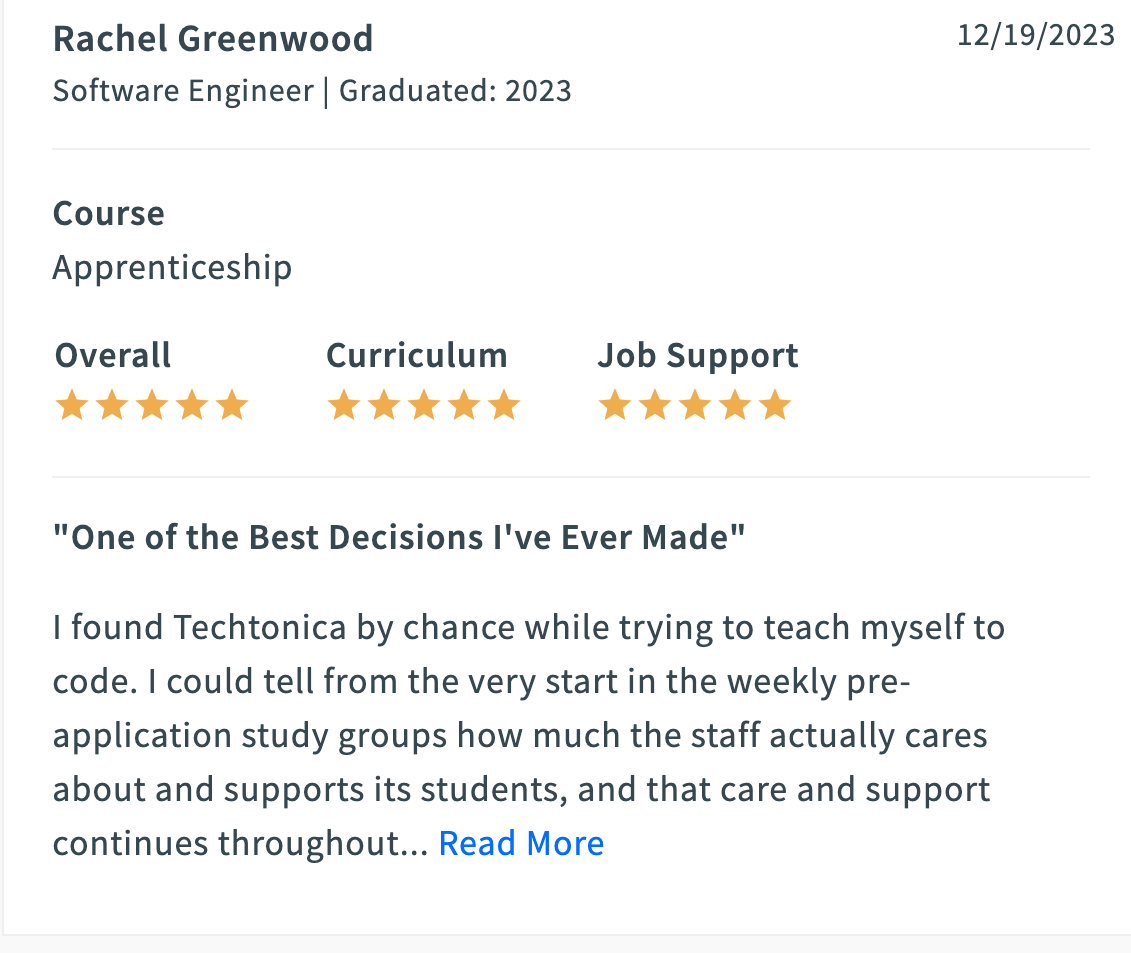 Rachel Greenwood
12/19/2023
Software Engineer | Graduated: 2023
Course
Apprenticeship
Overall
Curriculum
Job Support
"One of the Best Decisions I've Ever Made"
I found Techtonica by chance while trying to teach myself to
code. I could tell from the very start in the weekly pre-
application study groups how much the staff actually cares
about and supports its students, and that care and support
continues throughout... Read More